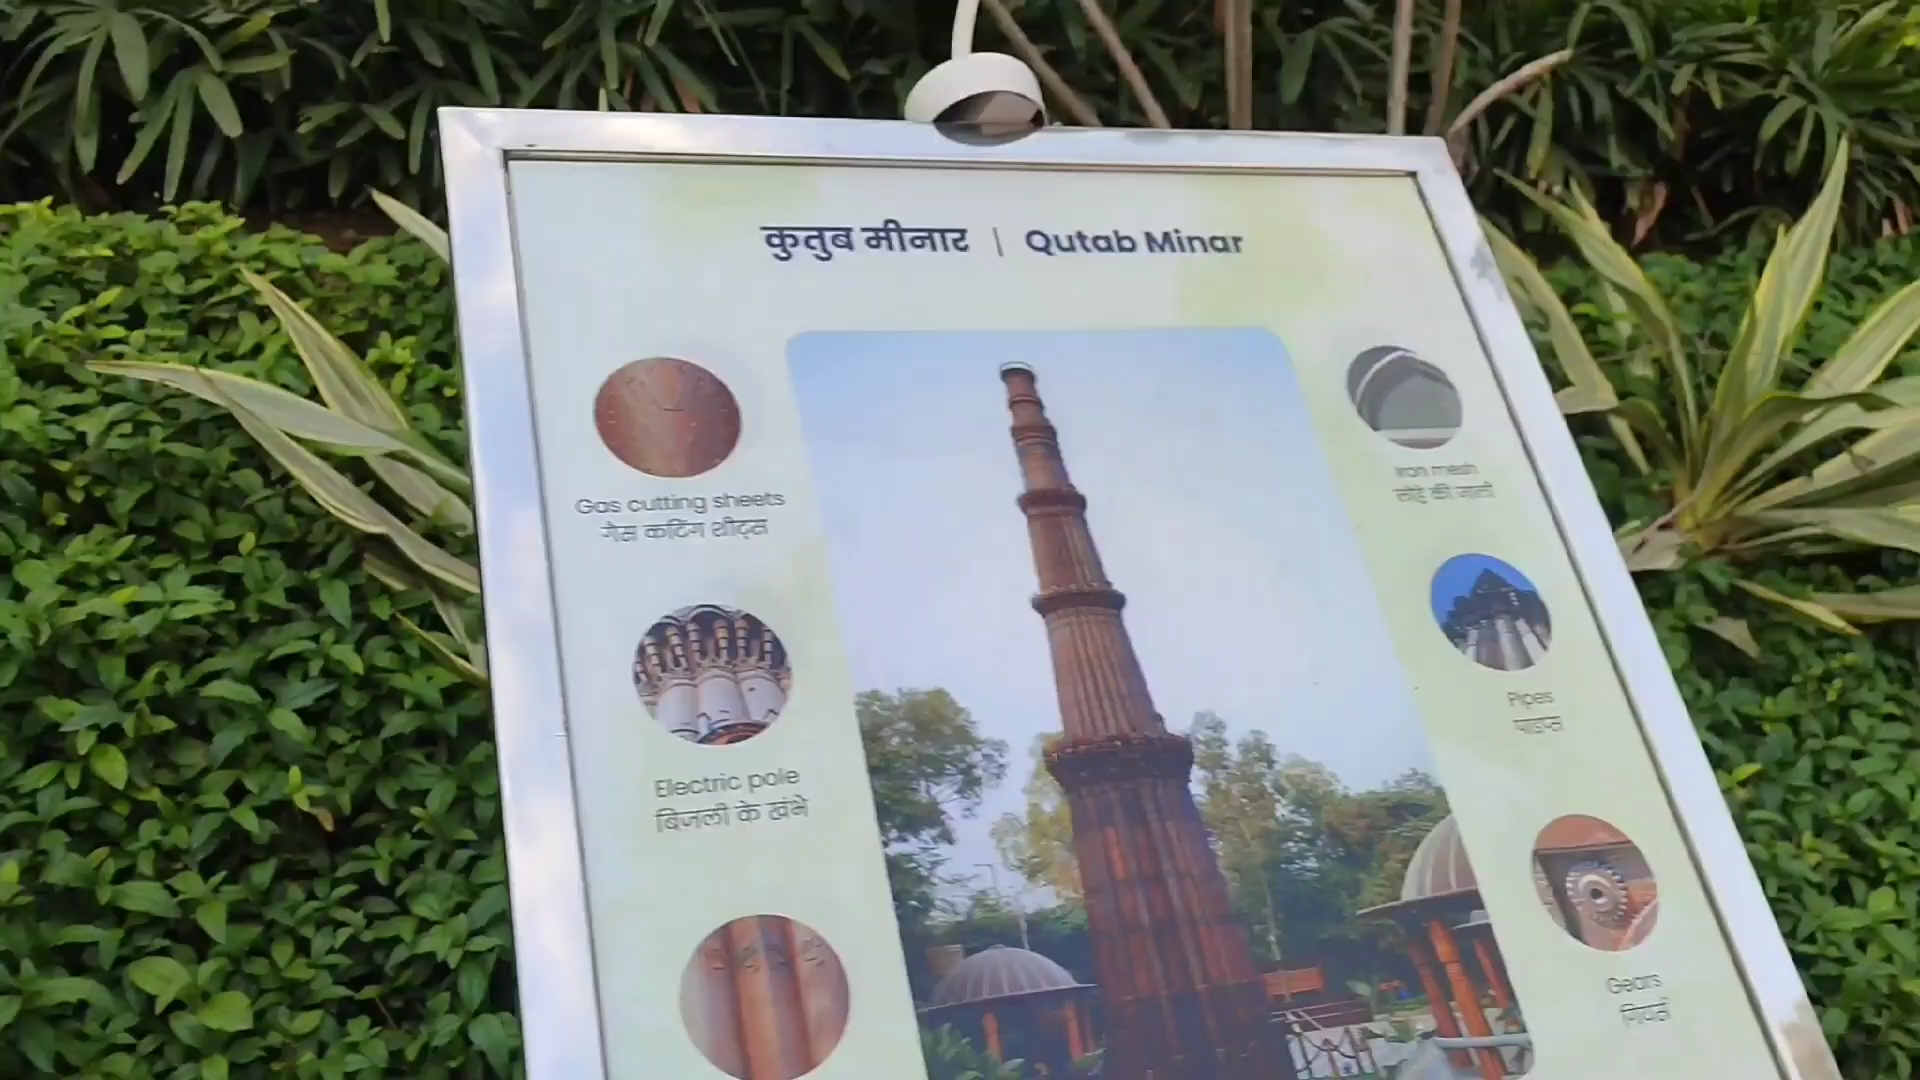 कुतुब मीनार | Qutab Minar
Gas cutting sheets
गैस कटिंग शीट्स
Electric pole
बिजली के खंभे
Iron mesh
लोहे की जाली
Pipes
पाइप्स
Gears
गियर्स